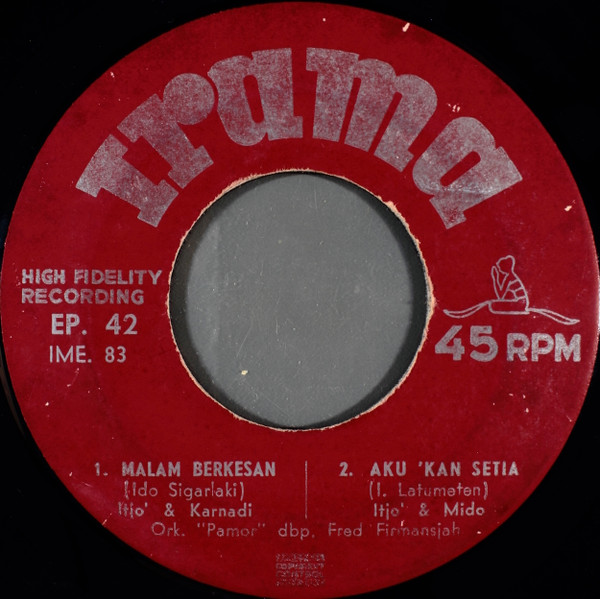 irama
HIGH FIDELITY
RECORDING
EP. 42
IME. 83
45 RPM
1. MALAM BERKESAN
(Ido Sigarlaki)
Itjo' & Karnadi
2. AKU 'KAN SETIA
(I. Latumeten)
Itjo' & Mido
Ork. "Pamor" dbp. Fred Firmansjah